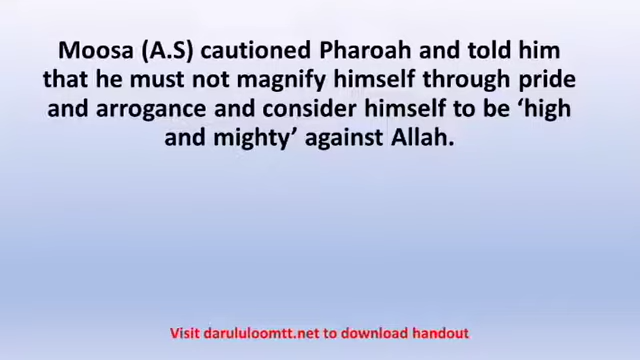 Moosa (A.S) cautioned Pharoah and told him
that he must not magnify himself through pride
and arrogance and consider himself to be ‘high
and mighty’ against Allah.
Visit darululoomtt.net to download handout